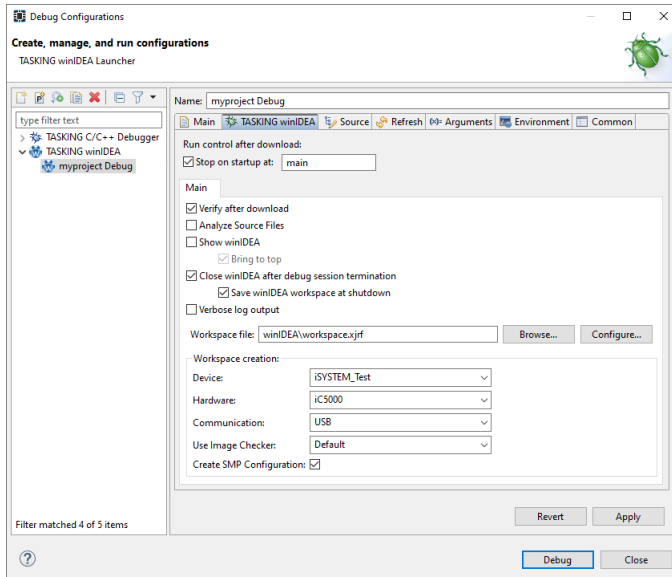 Debug Configurations
Create, manage, and run configurations
TASKING winIDEA Launcher
type filter text
TASKING C/C++ Debugger
TASKING winIDEA
myproject Debug
Filter matched 4 of 5 items
Name: myproject Debug
Main TASKING winIDEA Source Refresh (x)= Arguments Environment Common
Run control after download:
Stop on startup at: main
Main
Verify after download
Analyze Source Files
Show winIDEA
Bring to top
Close winIDEA after debug session termination
Save winIDEA workspace at shutdown
Verbose log output
Workspace file: winIDEA\workspace.xjrf Browse... Configure...
Workspace creation:
Device: iSYSTEM_Test
Hardware: iC5000
Communication: USB
Use Image Checker: Default
Create SMP Configuration:
Revert Apply
Debug Close